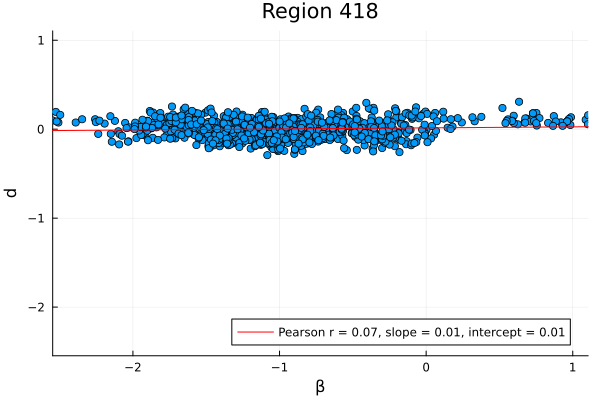 Region 418
1
0
−1
−2
d
−2
−1
0
1
β
Pearson r = 0.07, slope = 0.01, intercept = 0.01